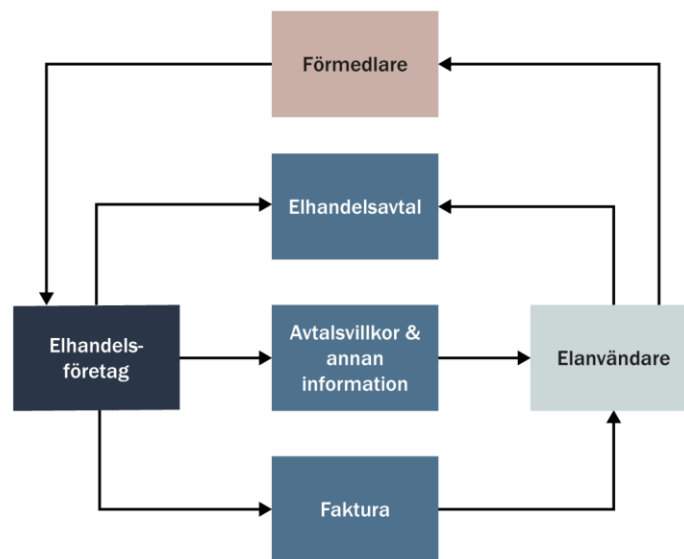 Förmedlare
Elhandelsavtal
Elhandels-
företag
Avtalsvillkor &
annan
information
Elanvändare
Faktura